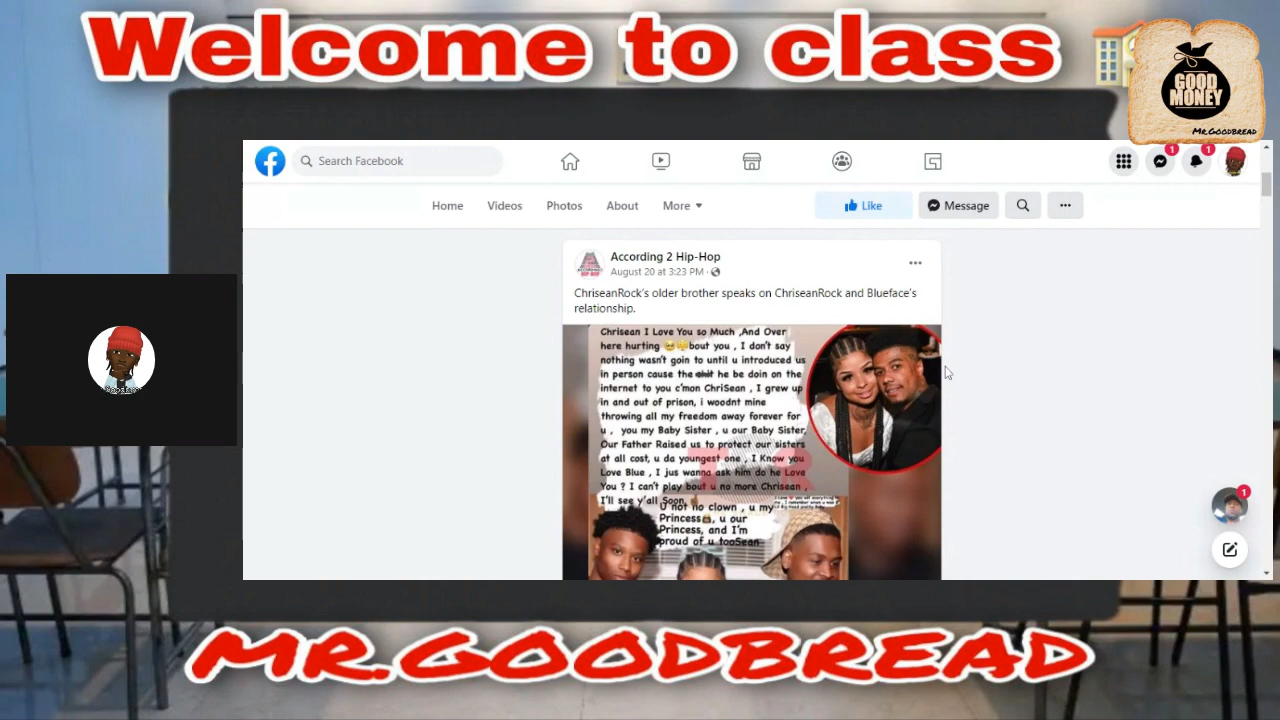 Welcome to class
GOOD
MONEY
MR.GOODBREAD
Search Facebook
1
1
Home
Videos
Photos
About
More
Like
Message
According 2 Hip-Hop
August 20 at 3:23 PM ·
ChriseanRock's older brother speaks on ChriseanRock and Blueface's
relationship.
Chrisean I Love You so Much ,And Over
here hurting 🥹😤bout you , I don't say
nothing wasn't goin to until u introduced us
in person cause the shit he be doin on the
internet to you c'mon ChriSean , I grew up
in and out of prison, i woodnt mine
throwing all my freedom away forever for
u , you my Baby Sister , u our Baby Sister,
Our Father Raised us to protect our sisters
at all cost, u da youngest one , I Know you
Love Blue , I jus wanna ask him do he Love
You ? I can't play bout u no more Chrisean ,
I'll see y'all Soon,
U not no clown , u my
Princess👸, u our
Princess, and I'm
proud of u tooSean
1
MR.GOODBREAD